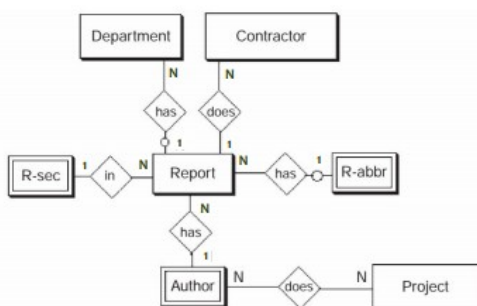 Department
Contractor
N
N
has
does
1
1
R-sec
1
in
N
Report
N
has
1
R-abbr
N
has
1
Author
N
does
N
Project